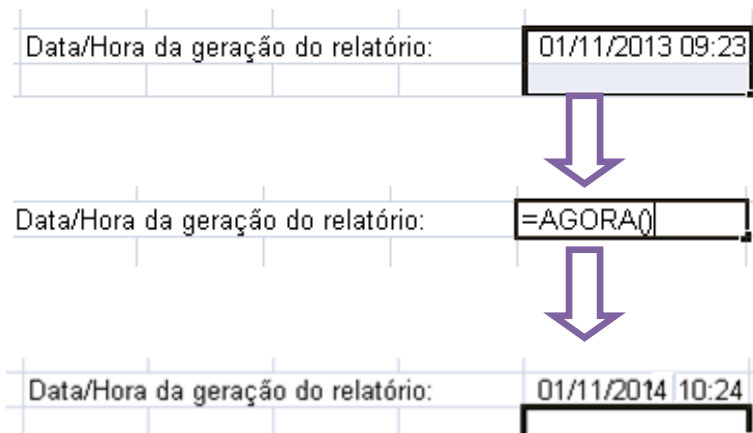 Data/Hora da geração do relatório: 01/11/2013 09:23
Data/Hora da geração do relatório: =AGORA()
Data/Hora da geração do relatório: 01/11/2014 10:24